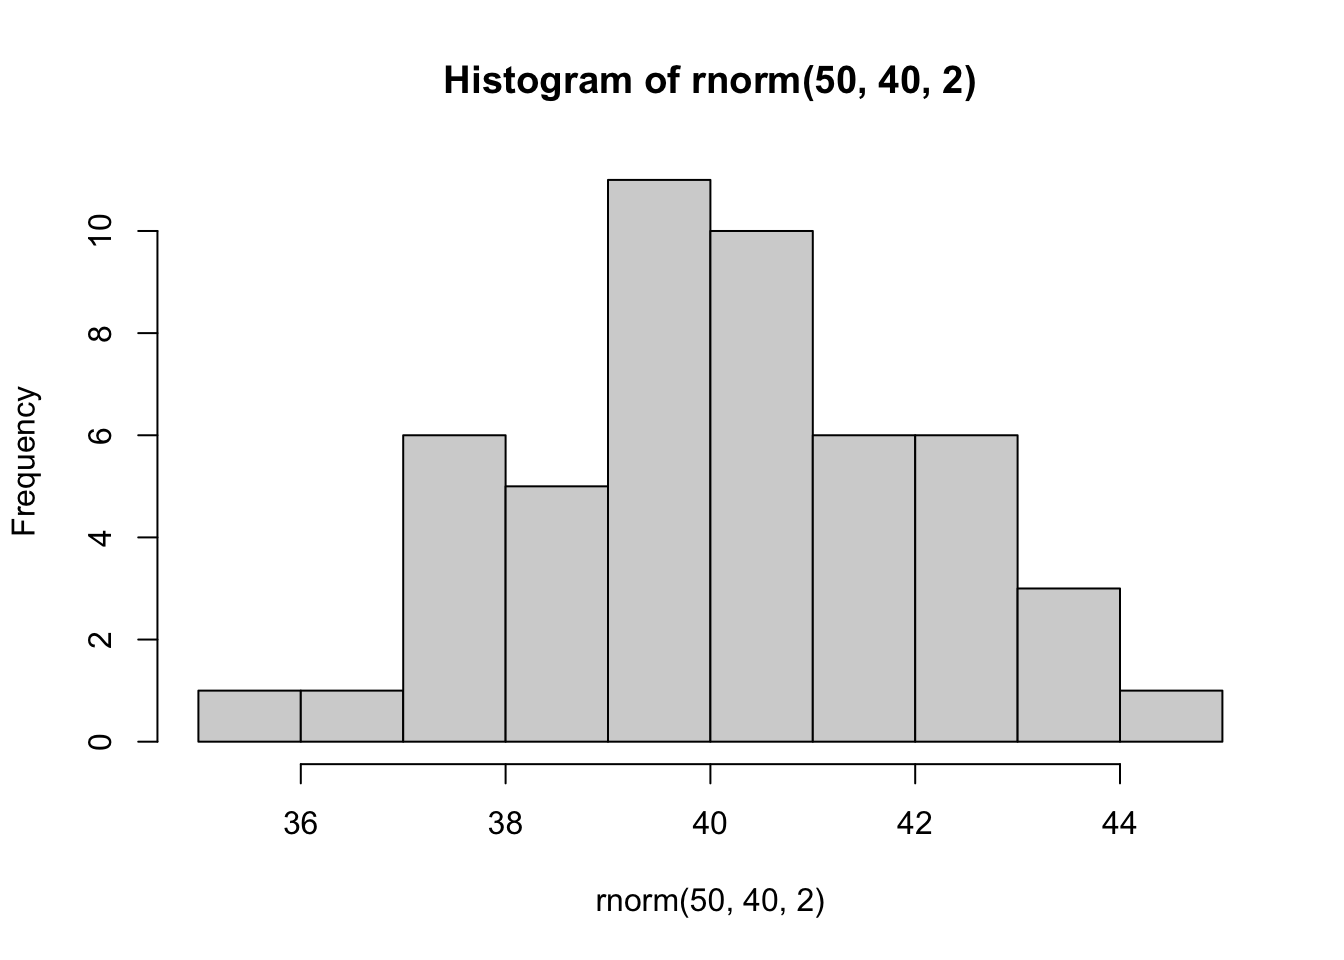 Histogram of rnorm(50, 40, 2)
Frequency
10
8
6
4
2
0
36 38 40 42 44
rnorm(50, 40, 2)